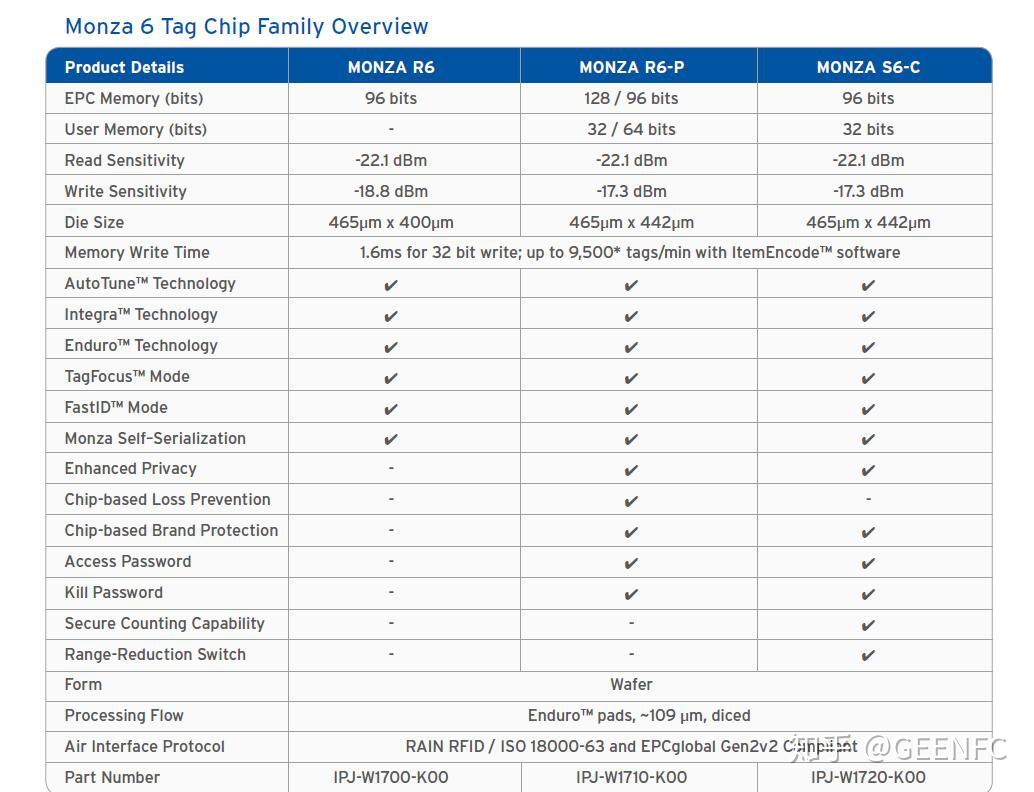 Monza 6 Tag Chip Family Overview
Product Details MONZA R6 MONZA R6-P MONZA S6-C
EPC Memory (bits) 96 bits 128 / 96 bits 96 bits
User Memory (bits) - 32 / 64 bits 32 bits
Read Sensitivity -22.1 dBm -22.1 dBm -22.1 dBm
Write Sensitivity -18.8 dBm -17.3 dBm -17.3 dBm
Die Size 465µm x 400µm 465µm x 442µm 465µm x 442µm
Memory Write Time 1.6ms for 32 bit write; up to 9,500* tags/min with ItemEncode™ software
AutoTune™ Technology ✔ ✔ ✔
Integra™ Technology ✔ ✔ ✔
Enduro™ Technology ✔ ✔ ✔
TagFocus™ Mode ✔ ✔ ✔
FastID™ Mode ✔ ✔ ✔
Monza Self-Serialization ✔ ✔ ✔
Enhanced Privacy - ✔ ✔
Chip-based Loss Prevention - ✔ -
Chip-based Brand Protection - ✔ ✔
Access Password - ✔ ✔
Kill Password - ✔ ✔
Secure Counting Capability - - ✔
Range-Reduction Switch - - ✔
Form Wafer
Processing Flow Enduro™ pads, ~109 µm, diced
Air Interface Protocol RAIN RFID / ISO 18000-63 and EPCglobal Gen2v2 Compliant
知乎 @GEENFC
Part Number IPJ-W1700-K00 IPJ-W1710-K00 IPJ-W1720-K00